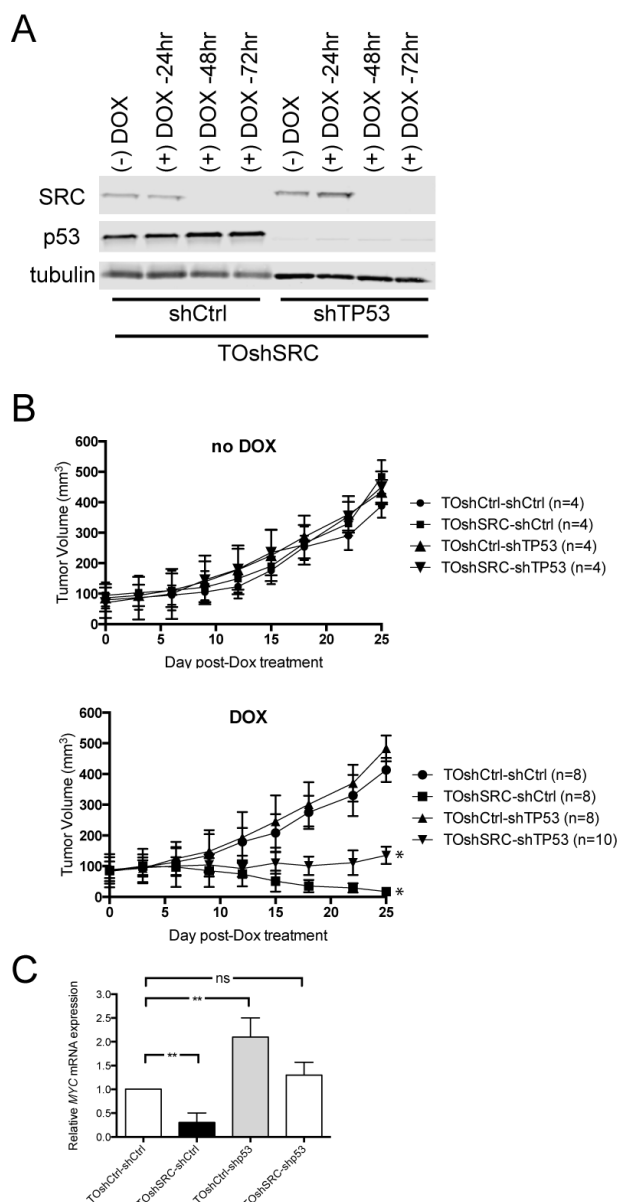 A
(-) DOX
(+) DOX -24hr
(+) DOX -48hr
(+) DOX -72hr
(-) DOX
(+) DOX -24hr
(+) DOX -48hr
(+) DOX -72hr
SRC
p53
tubulin
shCtrl shTP53
TOshSRC
B
no DOX
Tumor Volume (mm3)
600
500
400
300
200
100
0
0 5 10 15 20 25
Day post-Dox treatment
TOshCtrl-shCtrl (n=4)
TOshSRC-shCtrl (n=4)
TOshCtrl-shTP53 (n=4)
TOshSRC-shTP53 (n=4)
DOX
Tumor Volume (mm3)
600
500
400
300
200
100
0
0 5 10 15 20 25
Day post-Dox treatment
*
*
TOshCtrl-shCtrl (n=8)
TOshSRC-shCtrl (n=8)
TOshCtrl-shTP53 (n=8)
TOshSRC-shTP53 (n=10)
C
Relative MYC mRNA expression
3.0
2.5
2.0
1.5
1.0
0.5
0.0
ns
**
**
TOshCtrl-shCtrl
TOshSRC-shCtrl
TOshCtrl-shp53
TOshSRC-shp53